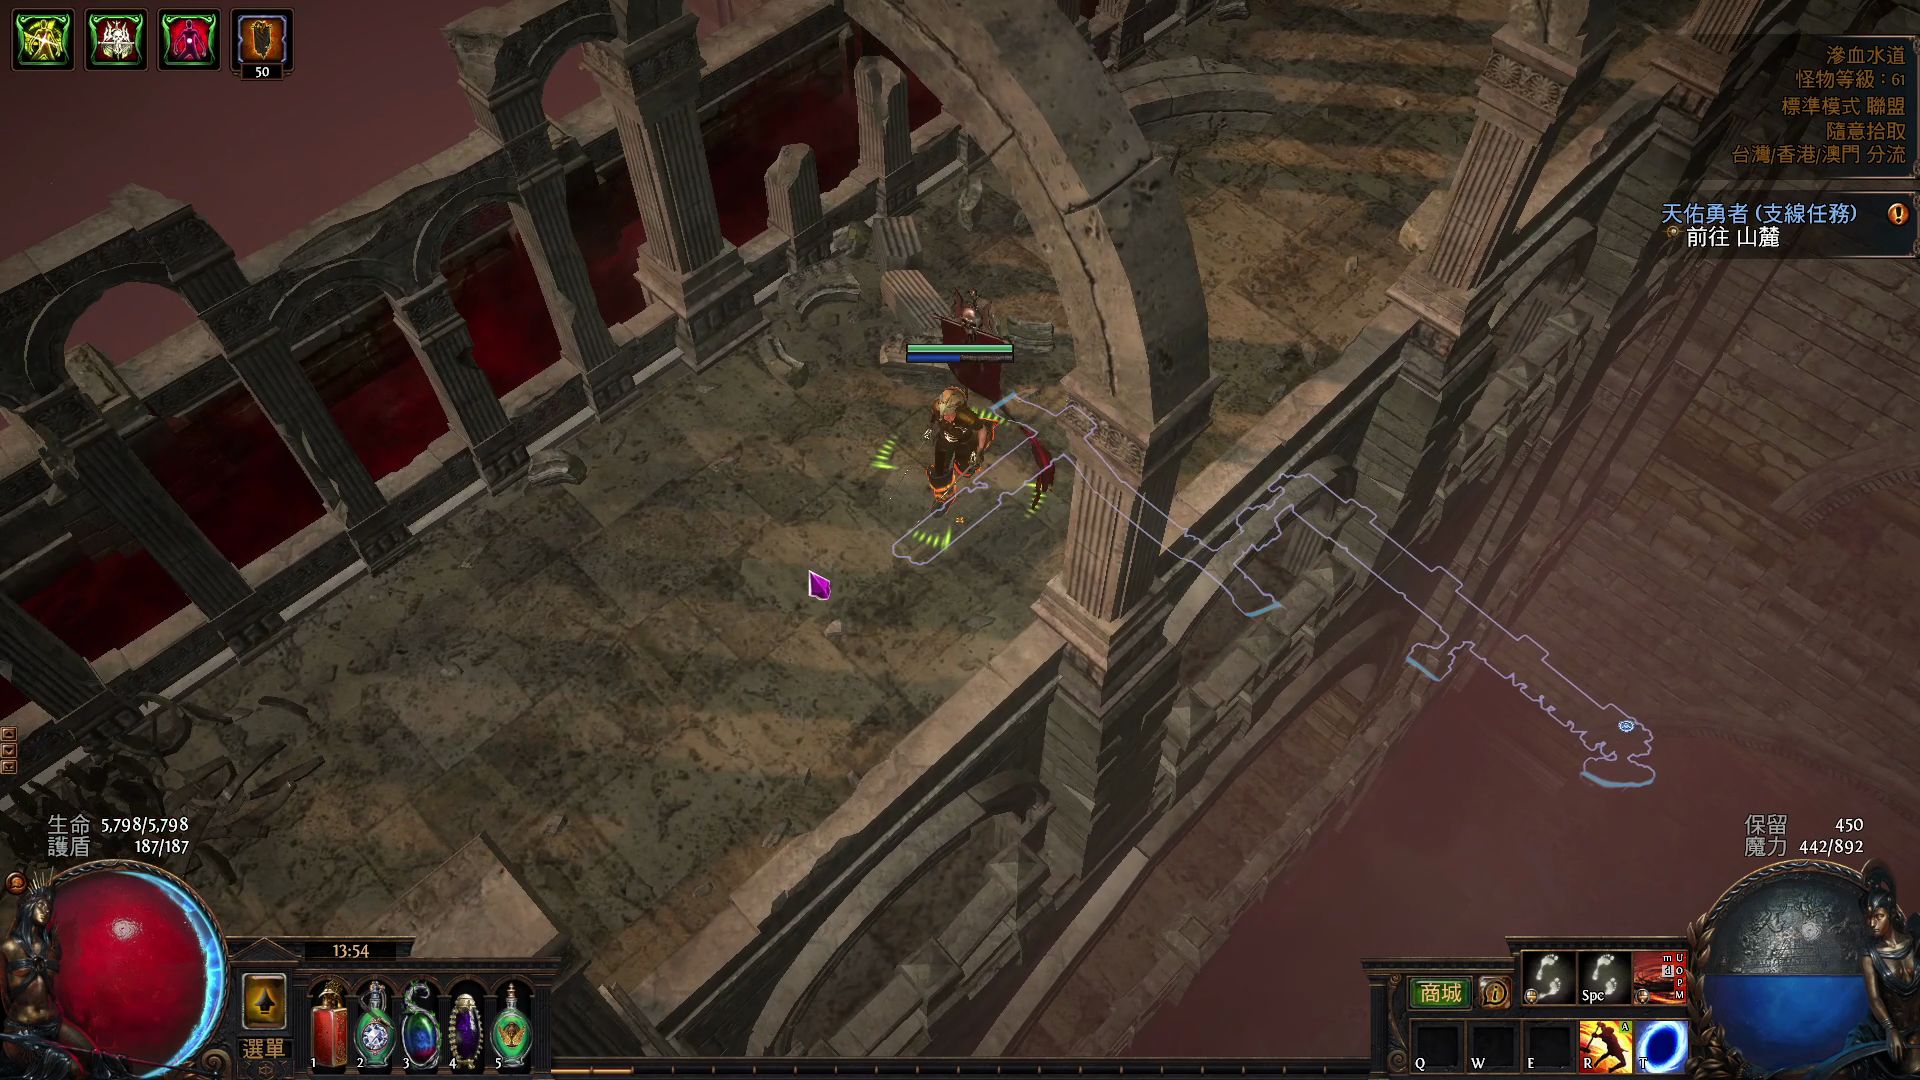 50
滲血水道
怪物等級：61
標準模式 聯盟
隨意拾取
台灣/香港/澳門 分流
天佑勇者 (支線任務)
前往 山麓
生命 5,798/5,798
護盾 187/187
保留 450
魔力 442/892
13:54
選單
1 2 3 4 5
商城
Spc
m U
d O
P
M
A
Q W E R T